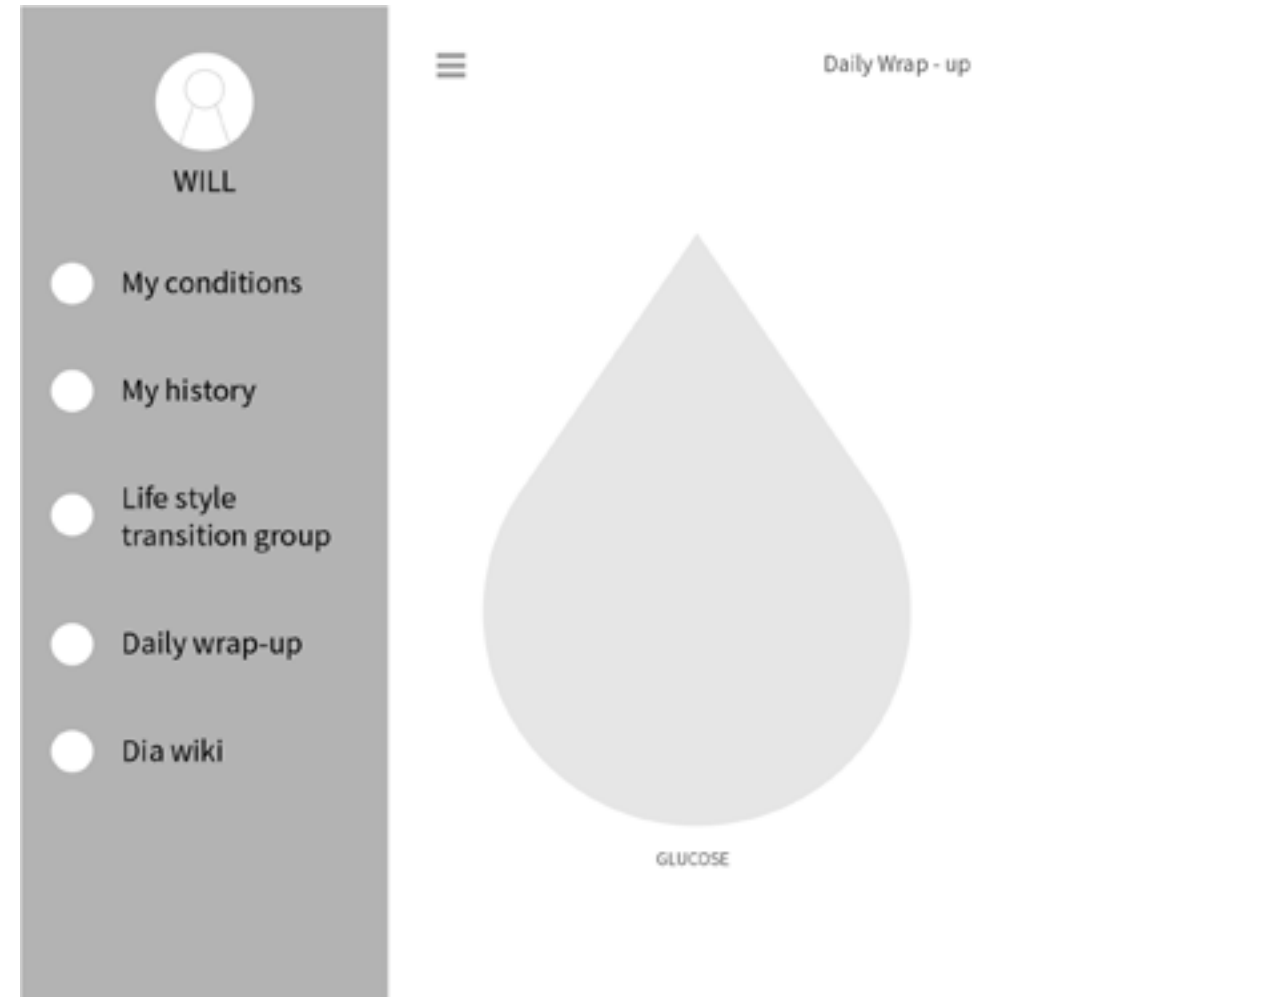 WILL
My conditions
My history
Life style
transition group
Daily wrap-up
Dia wiki
Daily Wrap - up
GLUCOSE